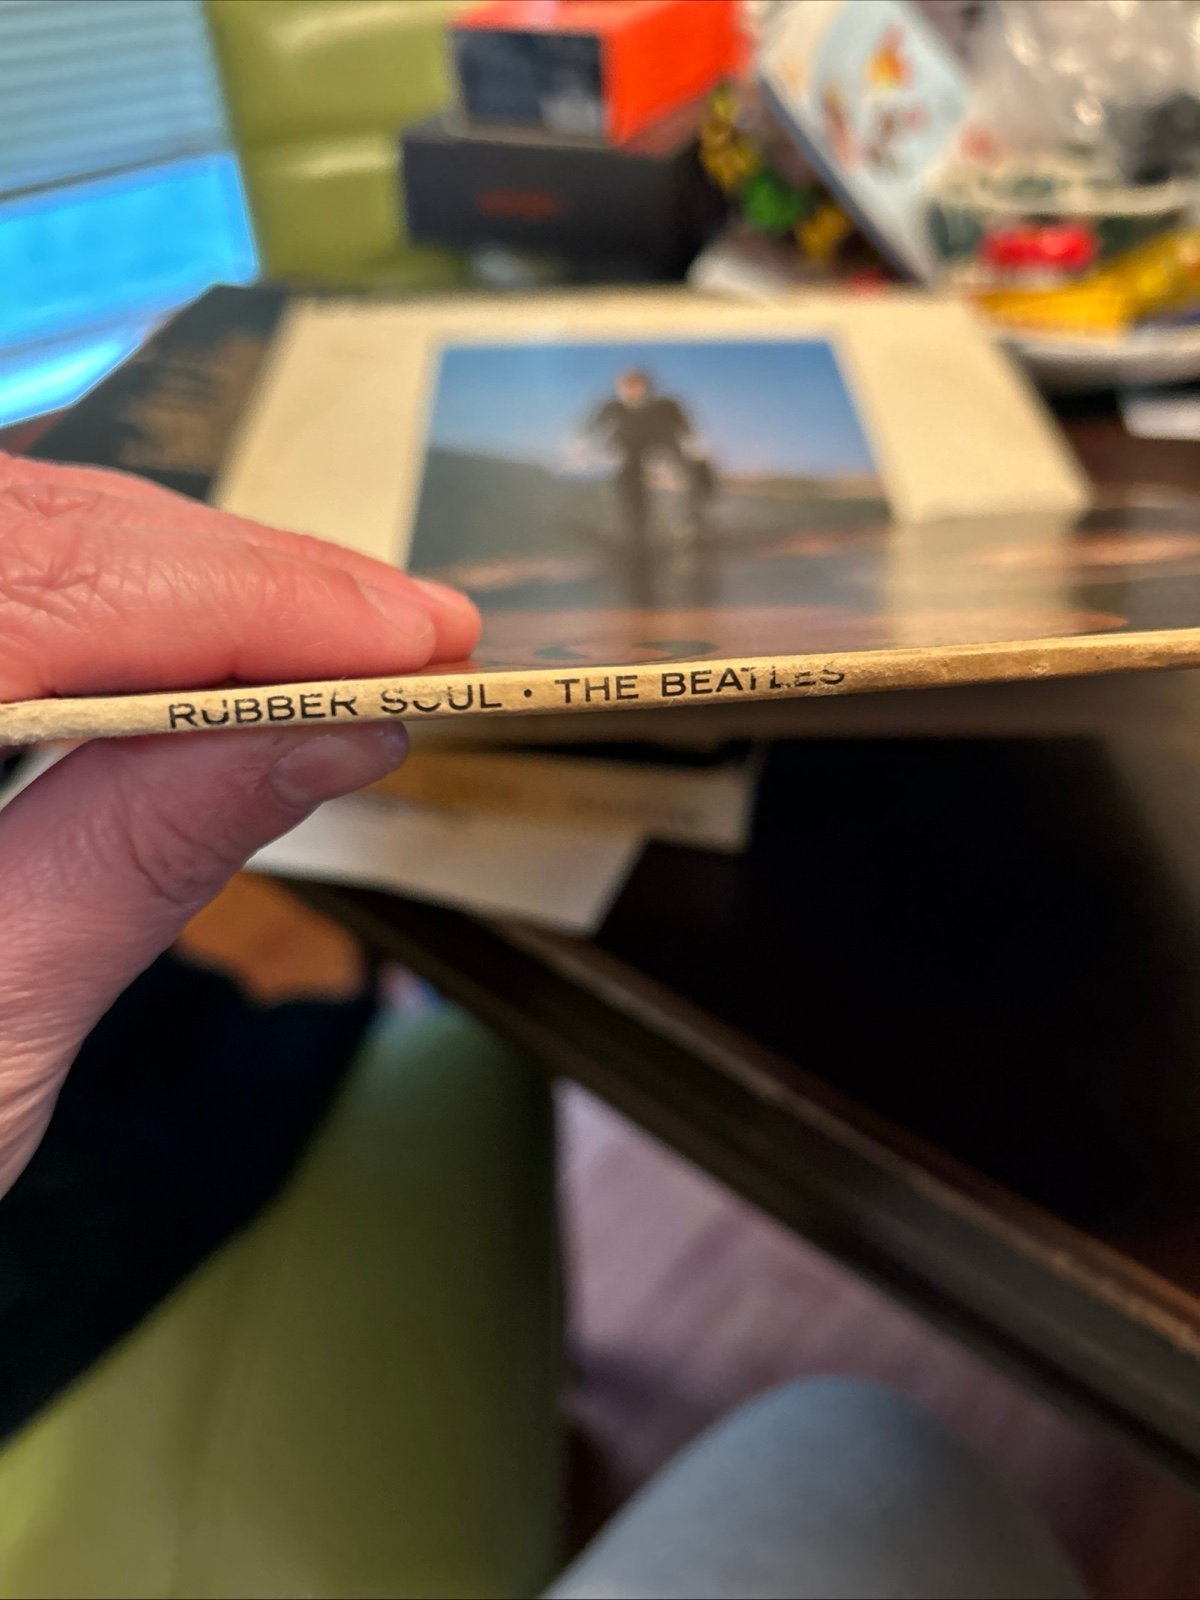 RUBBER SOUL • THE BEATLES